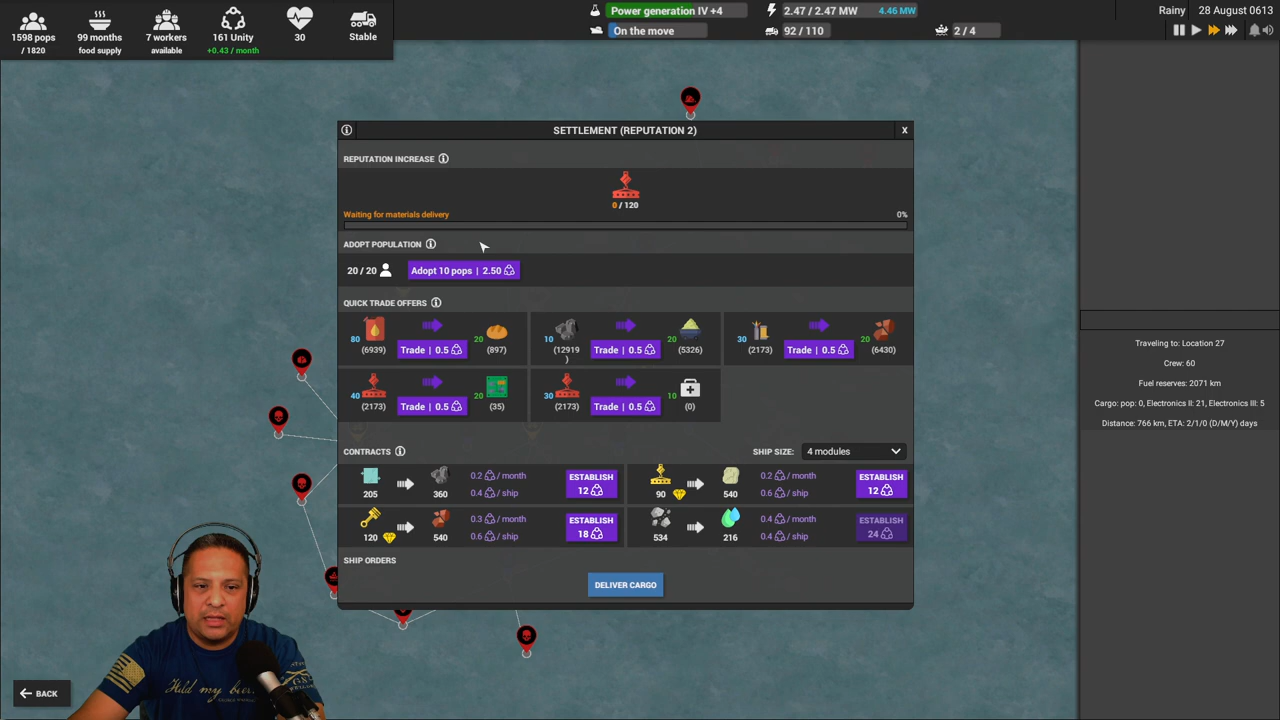 1598 pops
/ 1820
99 months
food supply
7 workers
available
161 Unity
+0.43 / month
30
Stable
Power generation IV +4
On the move
2.47 / 2.47 MW
4.46 MW
92 / 110
2 / 4
Rainy
28 August 0613
SETTLEMENT (REPUTATION 2)
X
REPUTATION INCREASE
0 / 120
Waiting for materials delivery
0%
ADOPT POPULATION
20 / 20
Adopt 10 pops | 2.50
QUICK TRADE OFFERS
80
(6939)
Trade | 0.5
20
(897)
10
(12919
)
Trade | 0.5
20
(5326)
30
(2173)
Trade | 0.5
20
(6430)
40
(2173)
Trade | 0.5
20
(35)
30
(2173)
Trade | 0.5
10
(0)
CONTRACTS
SHIP SIZE:
4 modules
205
360
0.2 / month
0.4 / ship
ESTABLISH
12
90
540
0.2 / month
0.6 / ship
ESTABLISH
12
120
540
0.3 / month
0.6 / ship
ESTABLISH
18
534
216
0.4 / month
0.4 / ship
ESTABLISH
24
SHIP ORDERS
DELIVER CARGO
Traveling to: Location 27
Crew: 60
Fuel reserves: 2071 km
Cargo: pop: 0, Electronics II: 21, Electronics III: 5
Distance: 766 km, ETA: 2/1/0 (D/M/Y) days
BACK
Hold my beer